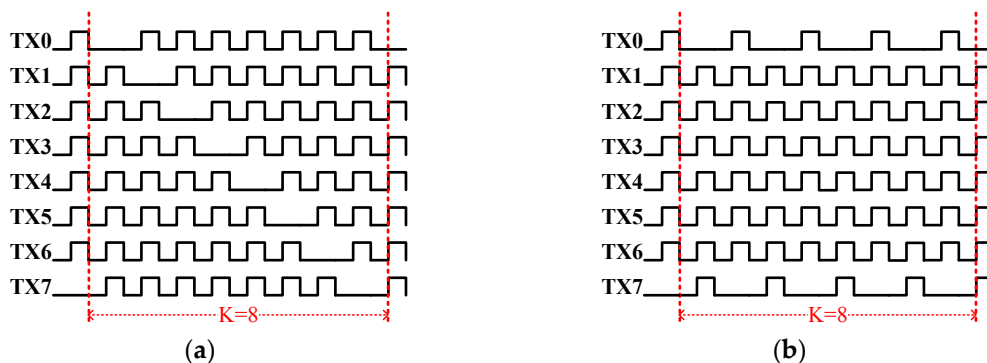 TX0 TX0
TX1 TX1
TX2 TX2
TX3 TX3
TX4 TX4
TX5 TX5
TX6 TX6
TX7 TX7
K=8 K=8
(a) (b)